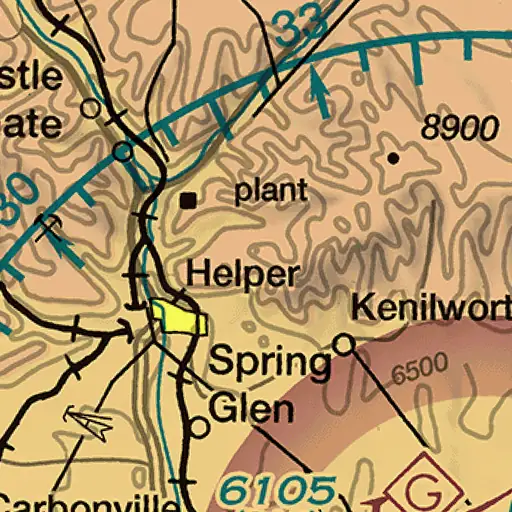 33
stle
ate
8900
30
plant
Helper
Kenilwort
Spring
Glen
6500
6105
G
Carbonville